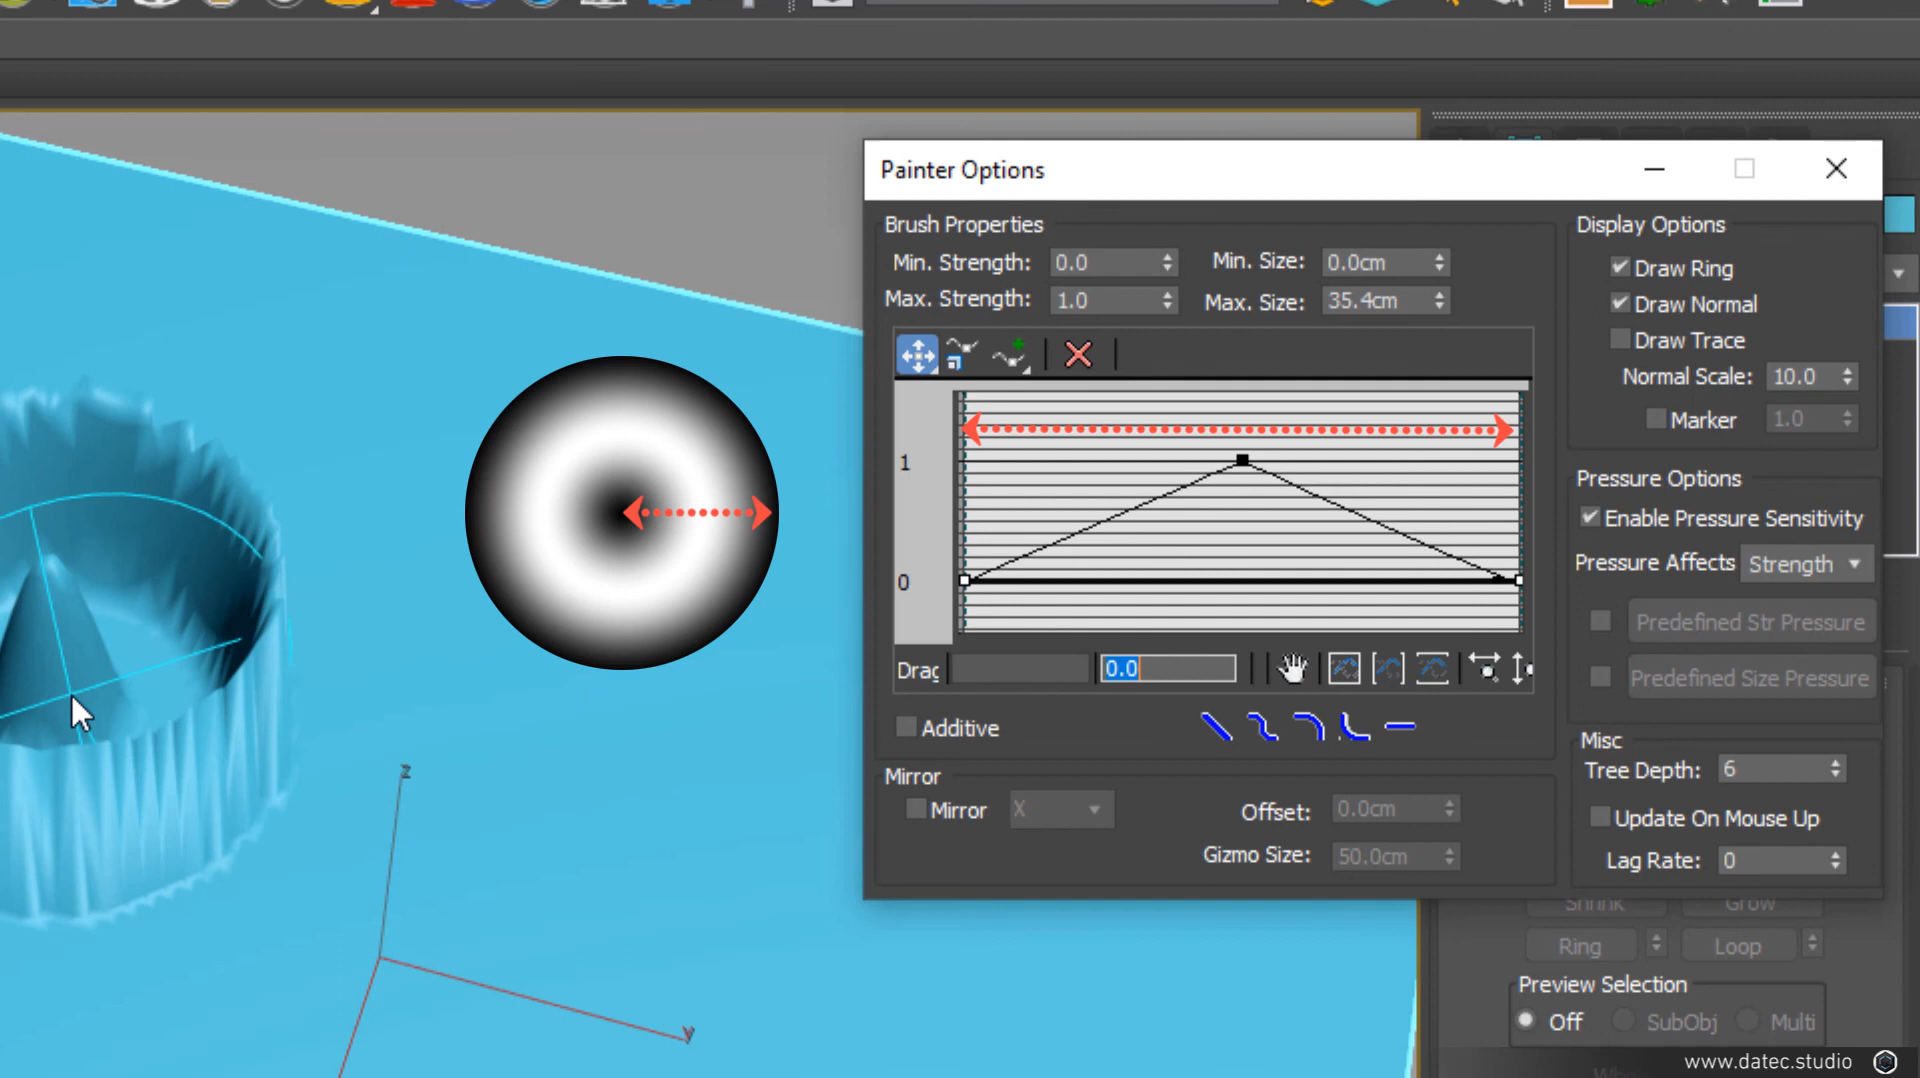 Painter Options
Brush Properties
Min. Strength: 0.0 Min. Size: 0.0cm
Max. Strength: 1.0 Max. Size: 35.4cm
1
0
Drag 0.0
Additive
Mirror
Mirror X Offset: 0.0cm
Gizmo Size: 50.0cm
Display Options
Draw Ring
Draw Normal
Draw Trace
Normal Scale: 10.0
Marker 1.0
Pressure Options
Enable Pressure Sensitivity
Pressure Affects Strength
Predefined Str Pressure
Predefined Size Pressure
Misc
Tree Depth: 6
Update On Mouse Up
Lag Rate: 0
Shrink Grow
Ring Loop
Preview Selection
Off SubObj Multi
z
y
www.datec.studio